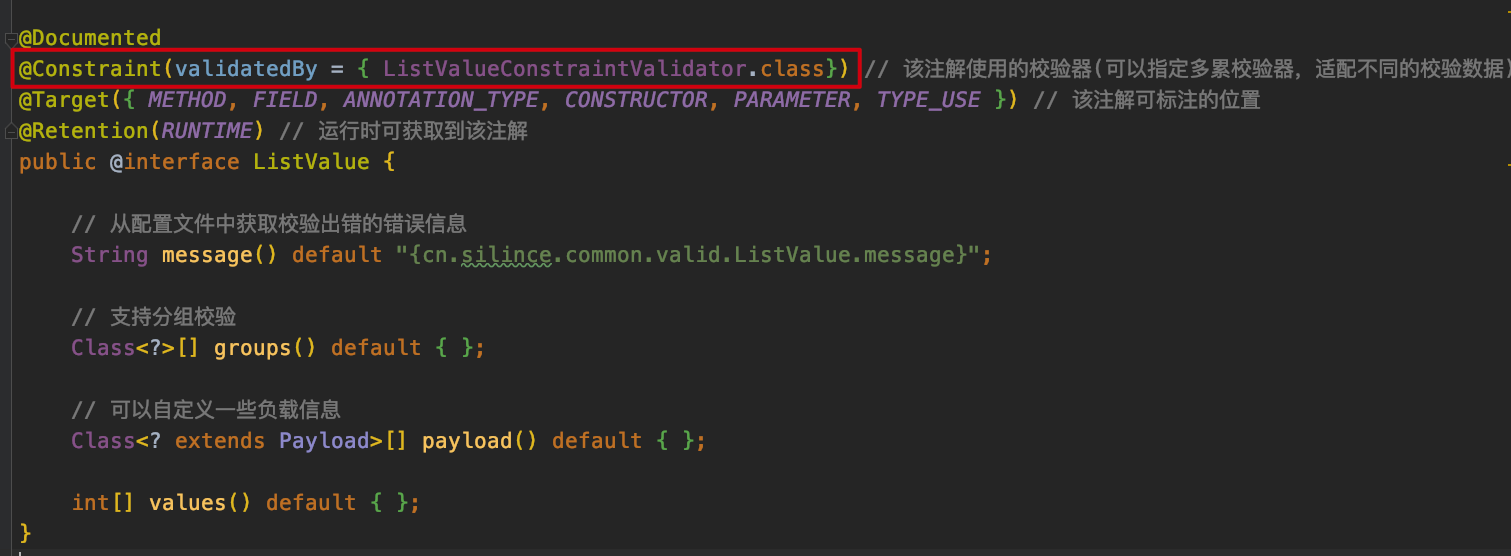 @Documented
@Constraint(validatedBy = { ListValueConstraintValidator.class}) // 该注解使用的校验器(可以指定多累校验器，适配不同的校验数据)
@Target({ METHOD, FIELD, ANNOTATION_TYPE, CONSTRUCTOR, PARAMETER, TYPE_USE }) // 该注解可标注的位置
@Retention(RUNTIME) // 运行时可获取到该注解
public @interface ListValue {
// 从配置文件中获取校验出错的错误信息
String message() default "{cn.silince.common.valid.ListValue.message}";
// 支持分组校验
Class<?>[] groups() default { };
// 可以自定义一些负载信息
Class<? extends Payload>[] payload() default { };
int[] values() default { };
}